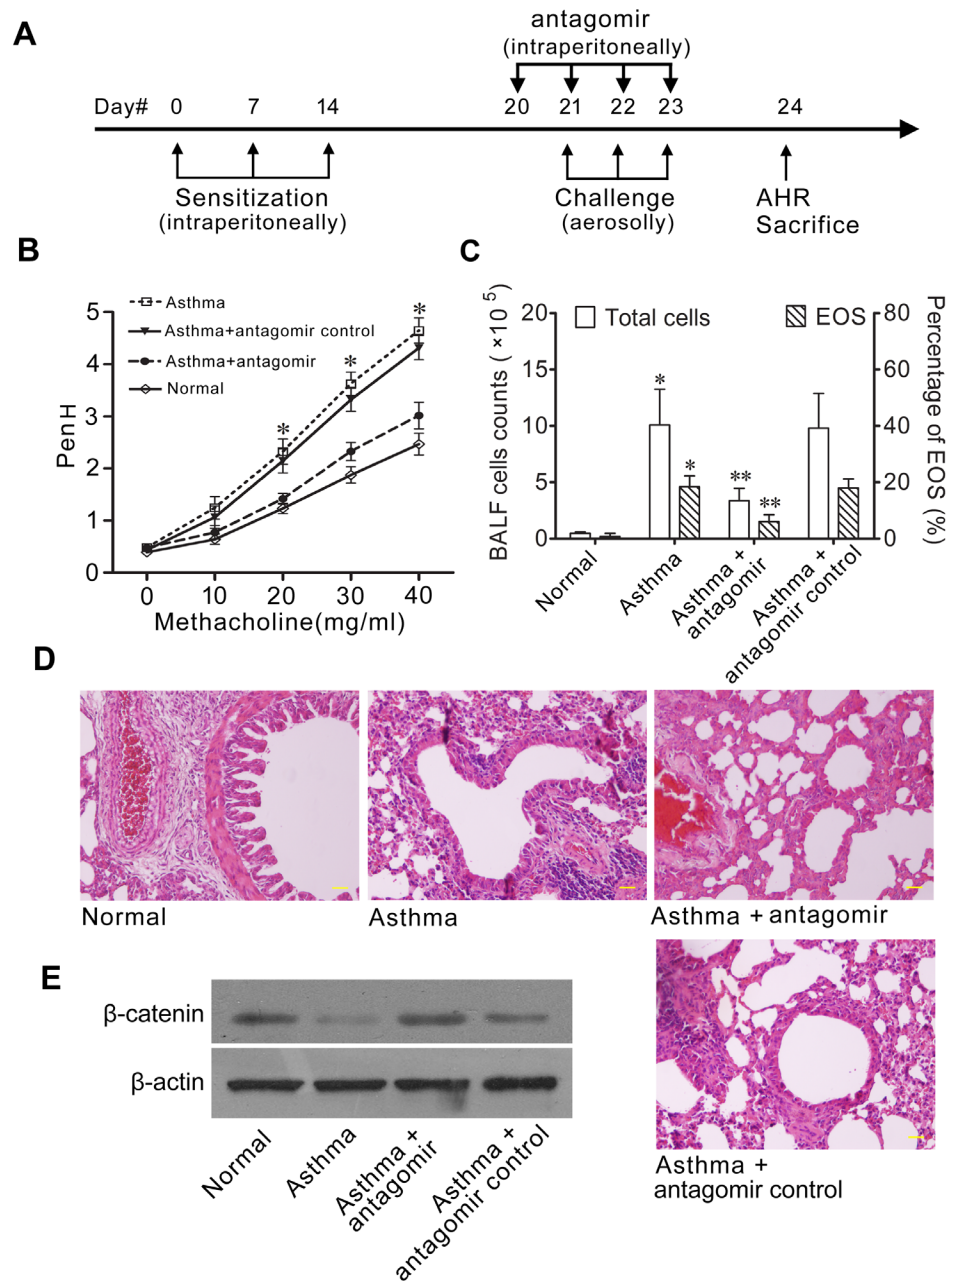 A
antagomir
(intraperitoneally)
Day# 0 7 14 20 21 22 23 24
Sensitization
(intraperitoneally)
Challenge
(aerosolly)
AHR
Sacrifice
B
Asthma
Asthma+antagomir control
Asthma+antagomir
Normal
PenH
5
4
3
2
1
0
* * *
0 10 20 30 40
Methacholine(mg/ml)
C
BALF cells counts (×10 5)
20
15
10
5
0
Total cells
EOS
80
60
40
20
0
Percentage of EOS (%)
* * ** **
Normal
Asthma
Asthma +
antagomir
Asthma +
antagomir control
D
Normal
Asthma
Asthma + antagomir
Asthma +
antagomir control
E
β-catenin
β-actin
Normal
Asthma
Asthma +
antagomir
Asthma +
antagomir control